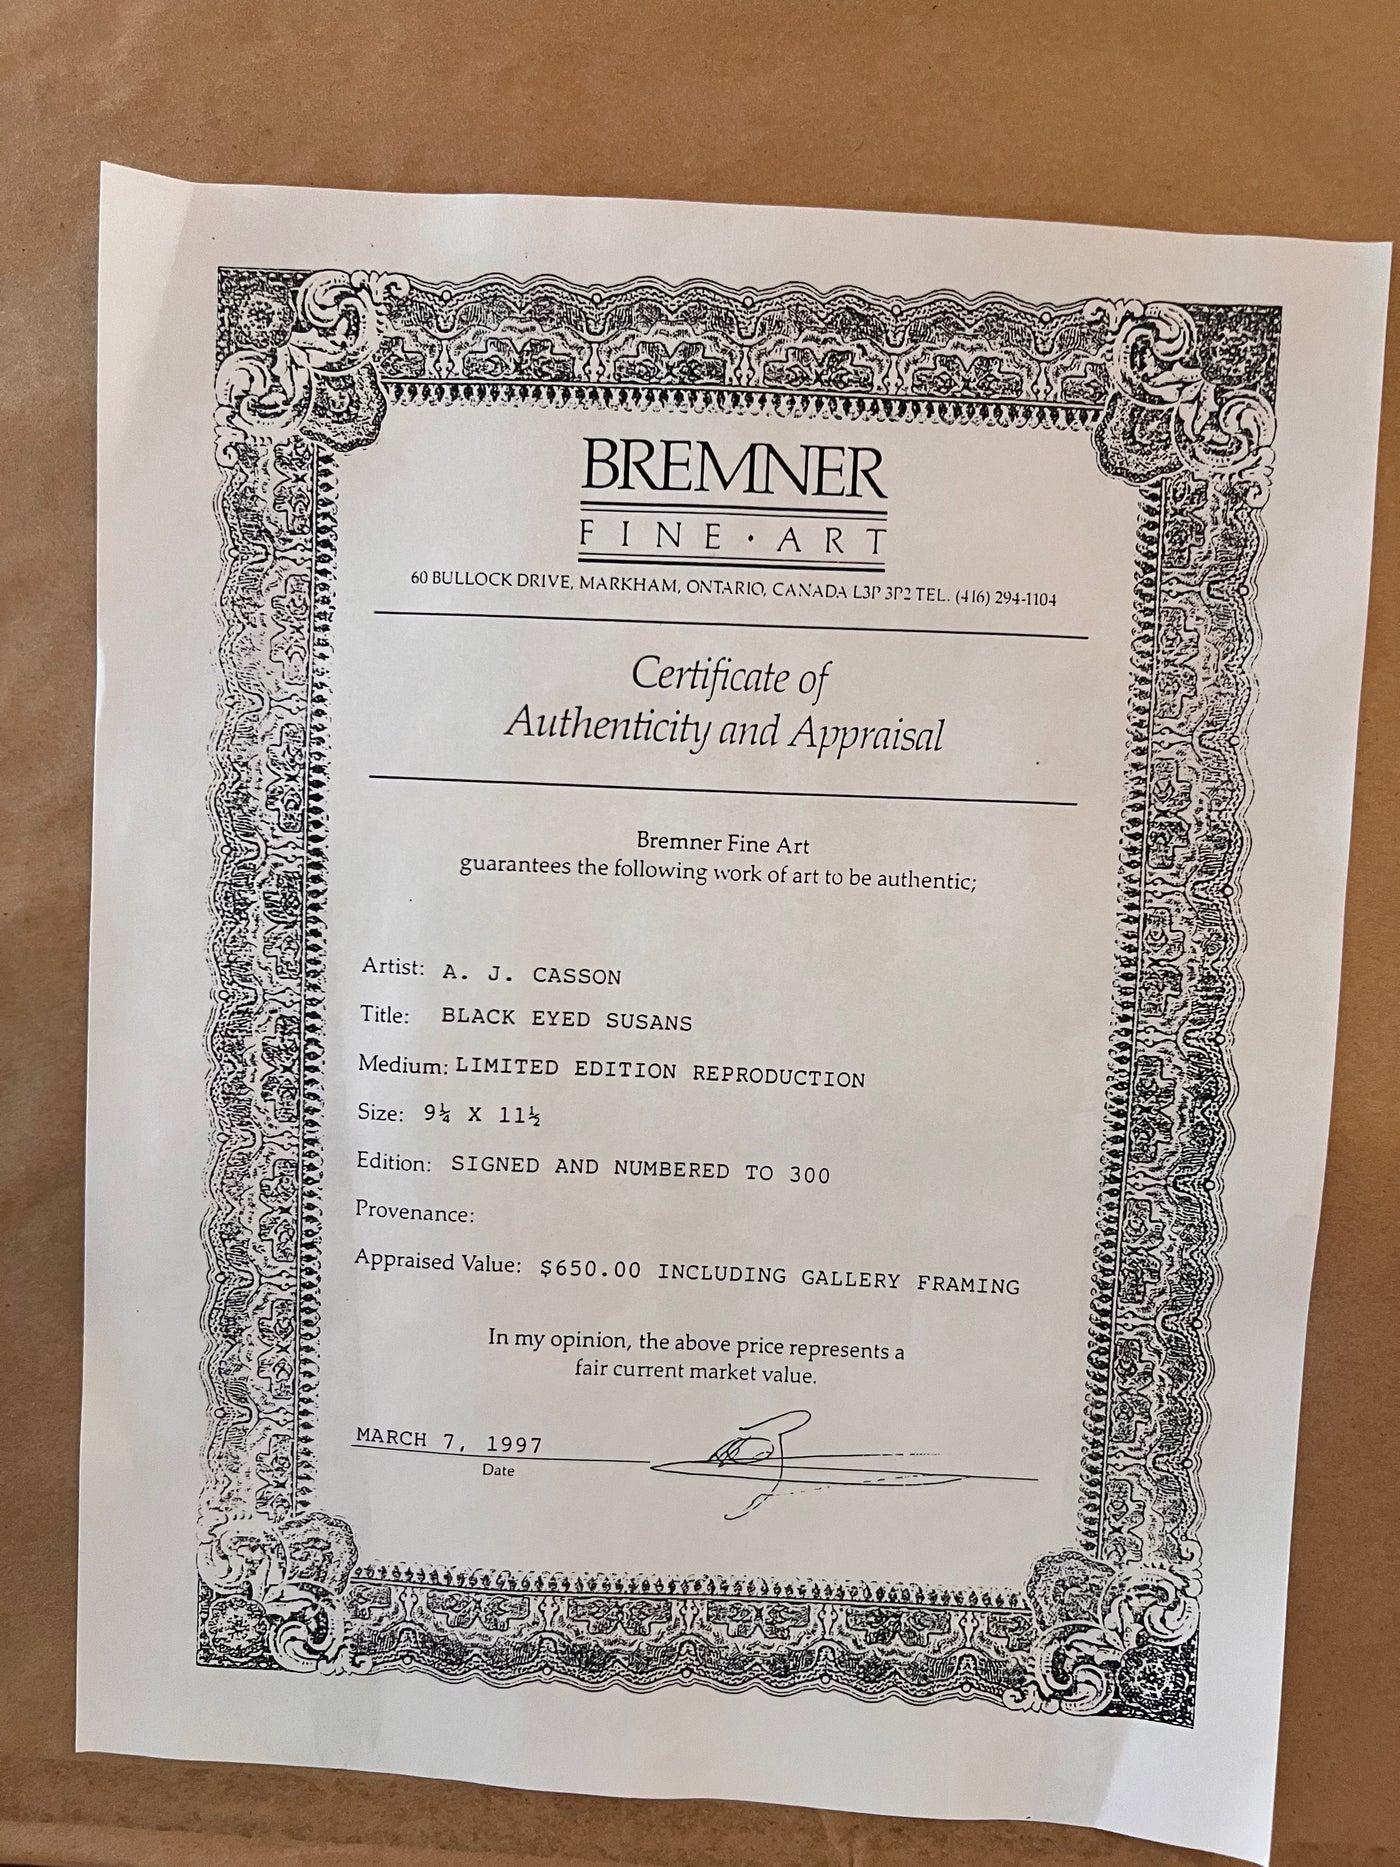 BREMNER
FINE • ART
60 BULLOCK DRIVE, MARKHAM, ONTARIO, CANADA L3P 3P2 TEL. (416) 294-1104
Certificate of
Authenticity and Appraisal
Bremner Fine Art
guarantees the following work of art to be authentic;
Artist: A. J. CASSON
Title: BLACK EYED SUSANS
Medium: LIMITED EDITION REPRODUCTION
Size: 9¼ X 11½
Edition: SIGNED AND NUMBERED TO 300
Provenance:
Appraised Value: $650.00 INCLUDING GALLERY FRAMING
In my opinion, the above price represents a
fair current market value.
MARCH 7, 1997
Date